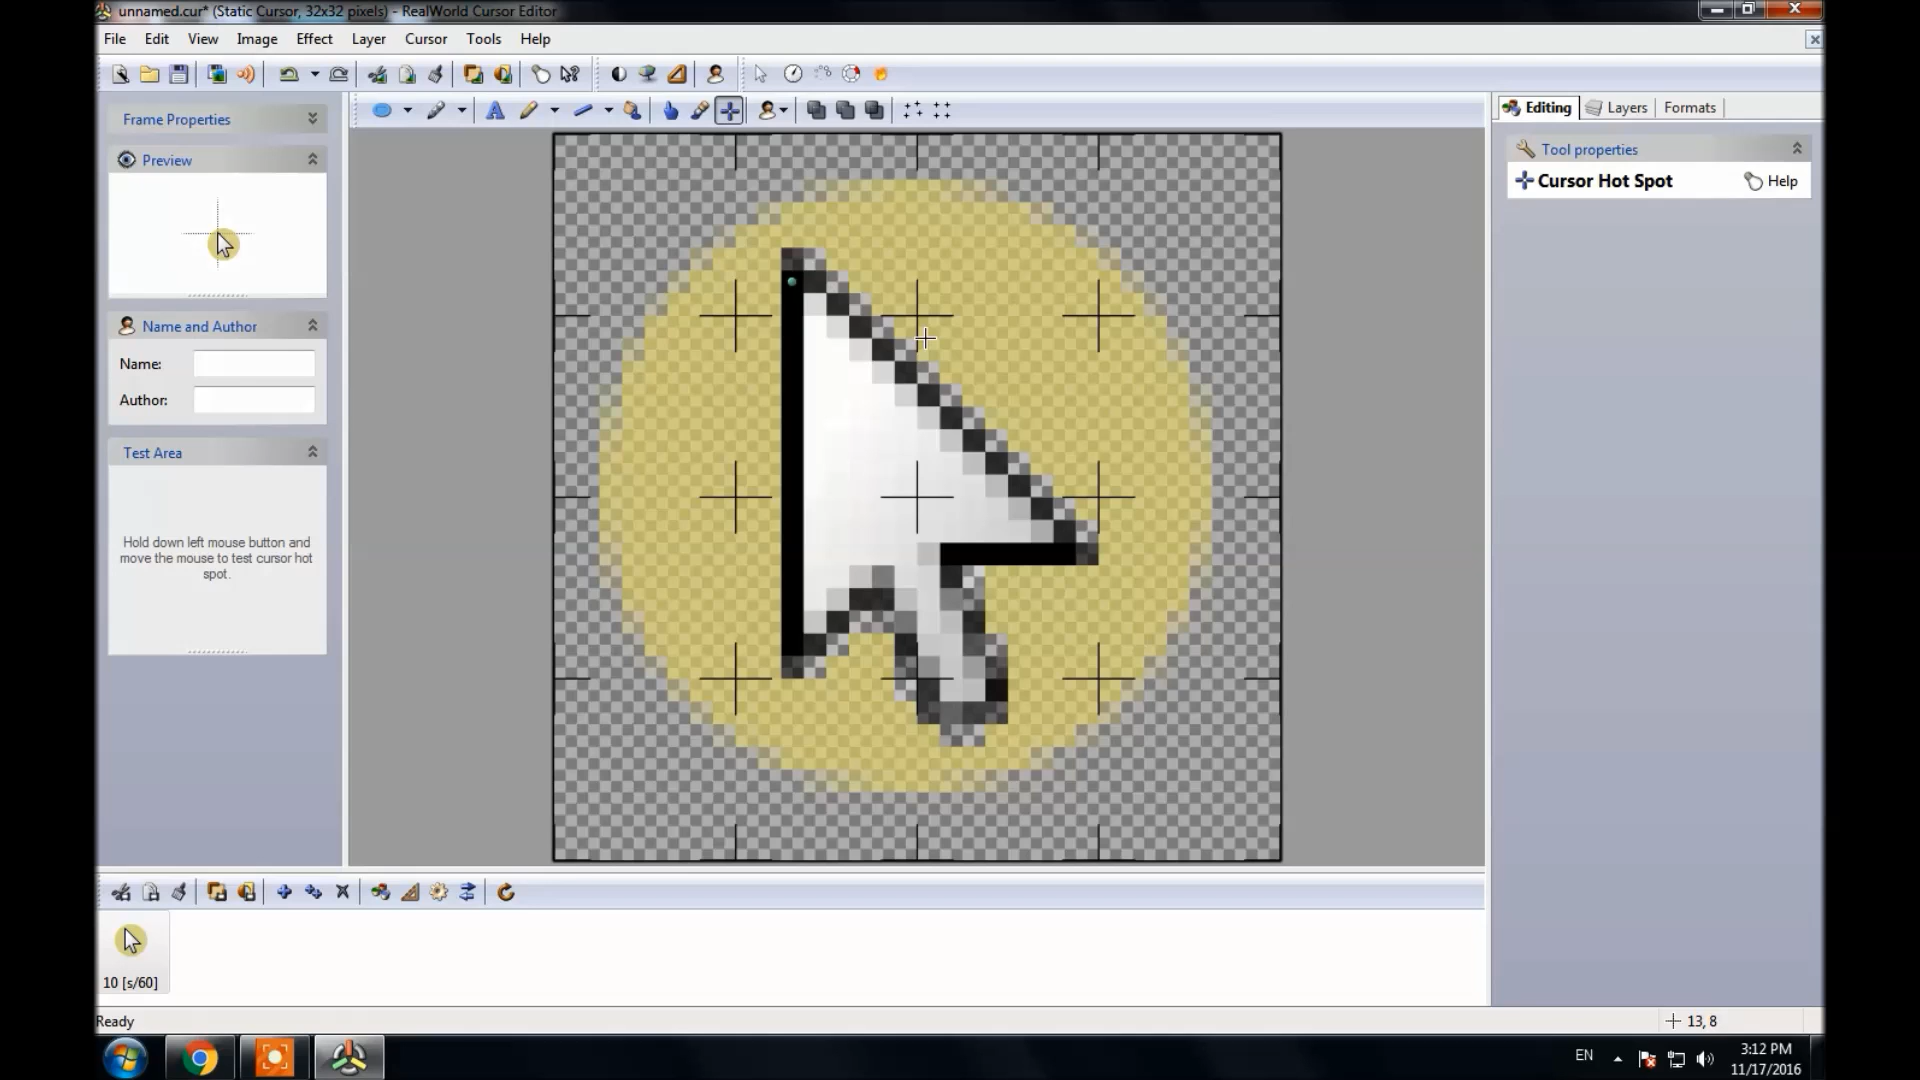 unnamed.cur* (Static Cursor, 32x32 pixels) - RealWorld Cursor Editor
File Edit View Image Effect Layer Cursor Tools Help
Frame Properties
Preview
Name and Author
Name:
Author:
Test Area
Hold down left mouse button and
move the mouse to test cursor hot
spot.
Editing Layers Formats
Tool properties
Cursor Hot Spot Help
10 [s/60]
Ready
13, 8
EN
3:12 PM
11/17/2016